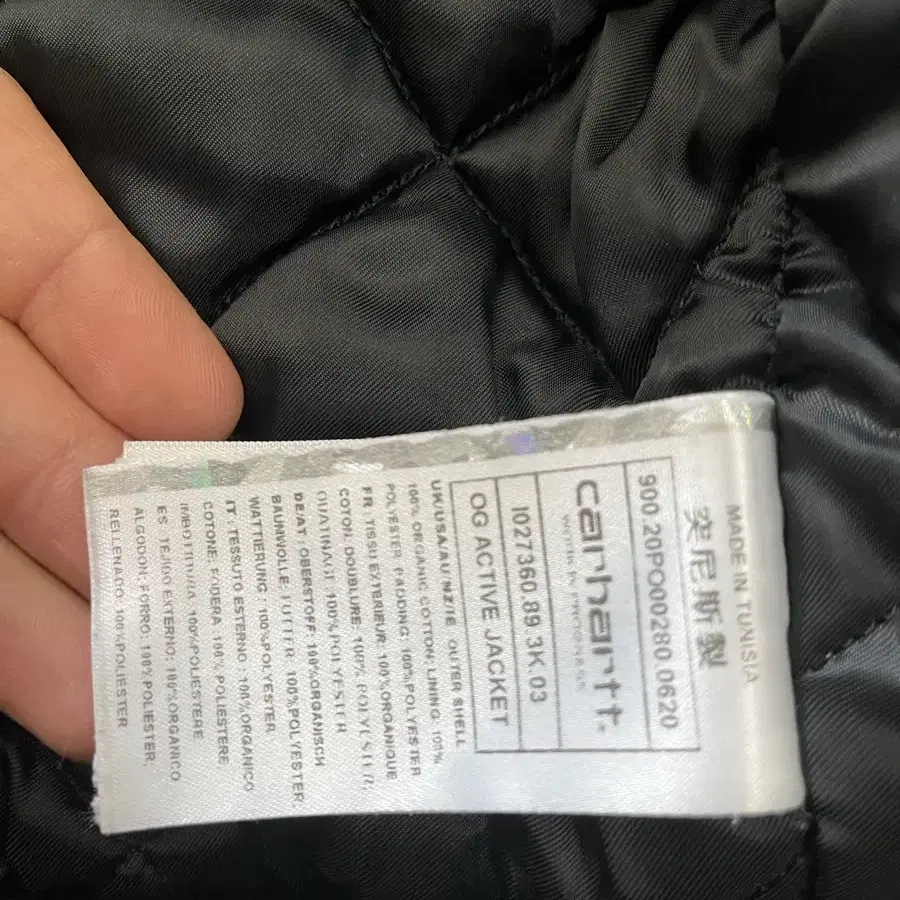 MADE IN TUNISIA
突尼斯製
900.20PO00280.0620
carhartt.
WORK IN PROGRESS
I027360.89.3K.03
OG ACTIVE JACKET
UK/USA/AU/NZ/IE OUTER SHELL
100% ORGANIC COTTON; LINING: 100%
POLYESTER PADDING: 100%POLYESTER
FR: TISSU EXTERIEUR: 100%ORGANIQUE
COTON; DOUBLURE: 100% POLYESTER;
OUATINAGE 100%POLYESTER
DE/AT: OBERSTOFF: 100%ORGANISCH
BAUMWOLLE; FUTTER: 100%POLYESTER;
WATTIERUNG: 100%POLYESTER
IT: TESSUTO ESTERNO: 100%ORGANICO
COTONE; FODERA: 100% POLIESTERE
IMBOTTITURA 100%POLIESTERE
ES TEJIDO EXTERNO: 100%ORGANICO
ALGODON; FORRO: 100% POLIESTER;
RELLENADO 100%POLIESTER